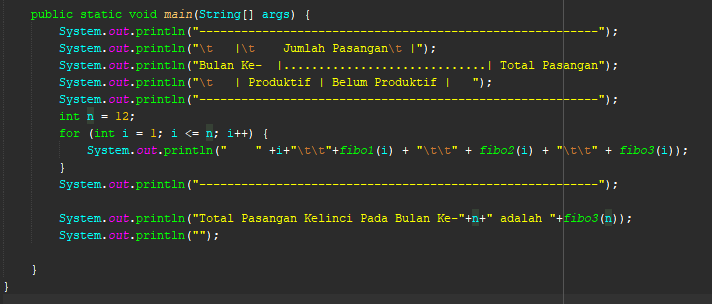 public static void main(String[] args) {
System.out.println("---------------------------------------------------------");
System.out.println("\t   |\t    Jumlah Pasangan\t |");
System.out.println("Bulan Ke-  |.............................| Total Pasangan");
System.out.println("\t   | Produktif | Belum Produktif |   ");
System.out.println("---------------------------------------------------------");
int n = 12;
for (int i = 1; i <= n; i++) {
System.out.println("    " +i+"\t\t"+fibo1(i) + "\t\t" + fibo2(i) + "\t\t" + fibo3(i));
}
System.out.println("---------------------------------------------------------");
System.out.println("Total Pasangan Kelinci Pada Bulan Ke-"+n+" adalah "+fibo3(n));
System.out.println("");
}
}